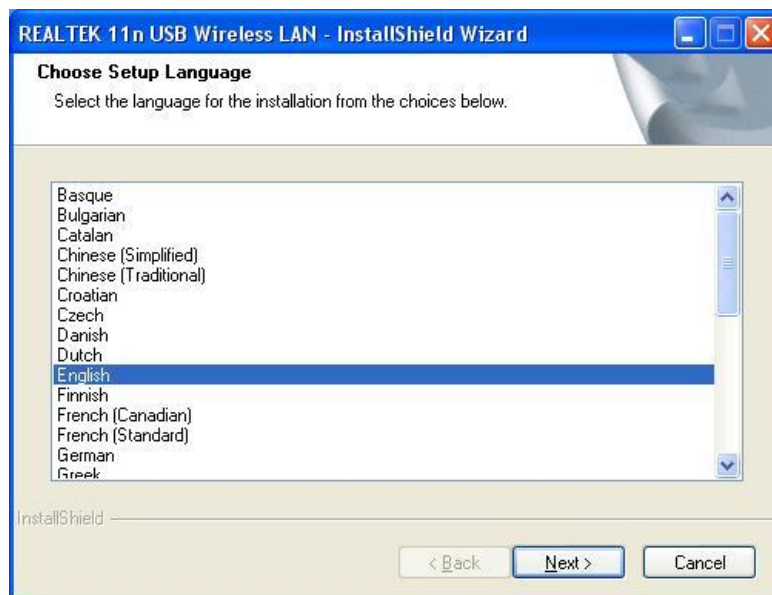 REALTEK 11n USB Wireless LAN - InstallShield Wizard
Choose Setup Language
Select the language for the installation from the choices below.
Basque
Bulgarian
Catalan
Chinese (Simplified)
Chinese (Traditional)
Croatian
Czech
Danish
Dutch
English
Finnish
French (Canadian)
French (Standard)
German
Greek
InstallShield
< Back Next > Cancel